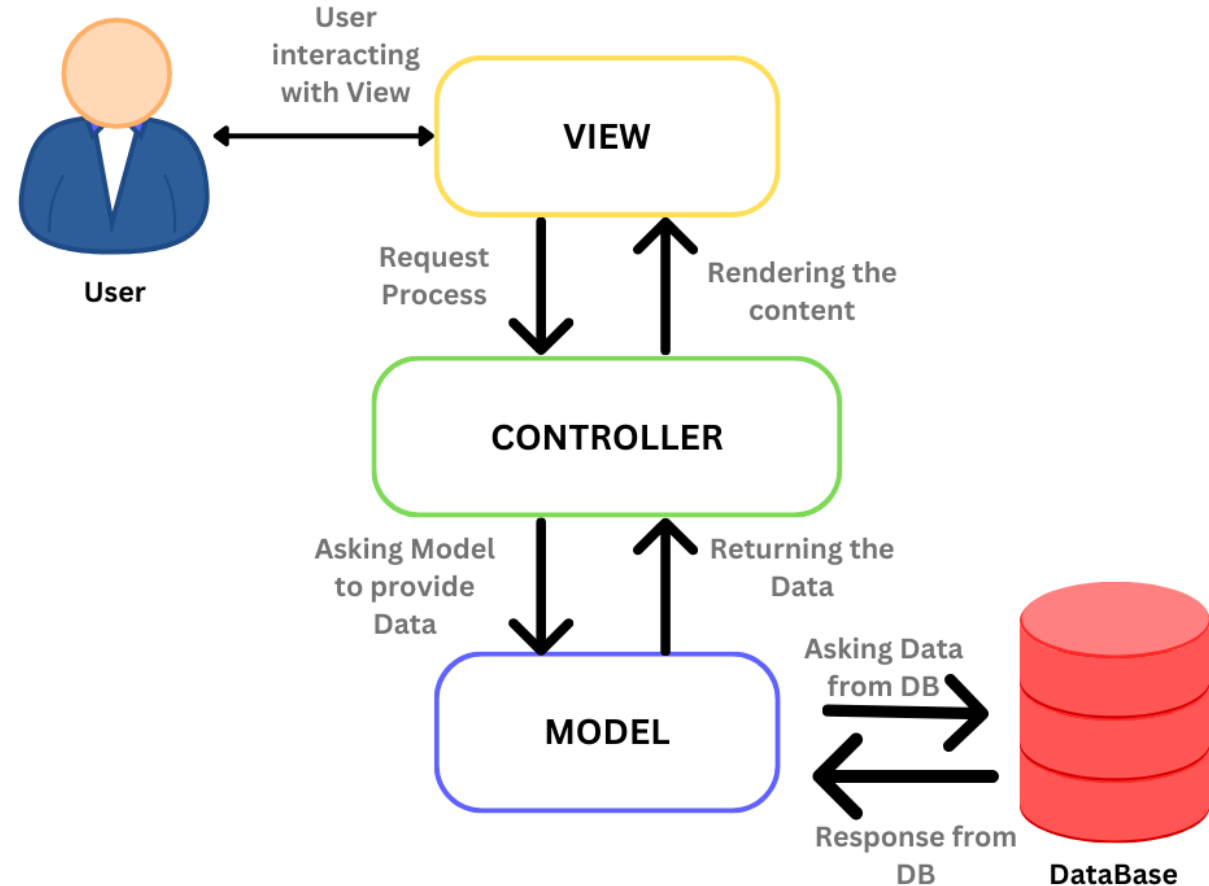 User
interacting
with View
VIEW
User
Request
Process
Rendering the
content
CONTROLLER
Asking Model
to provide
Data
Returning the
Data
MODEL
Asking Data
from DB
Response from
DB
DataBase